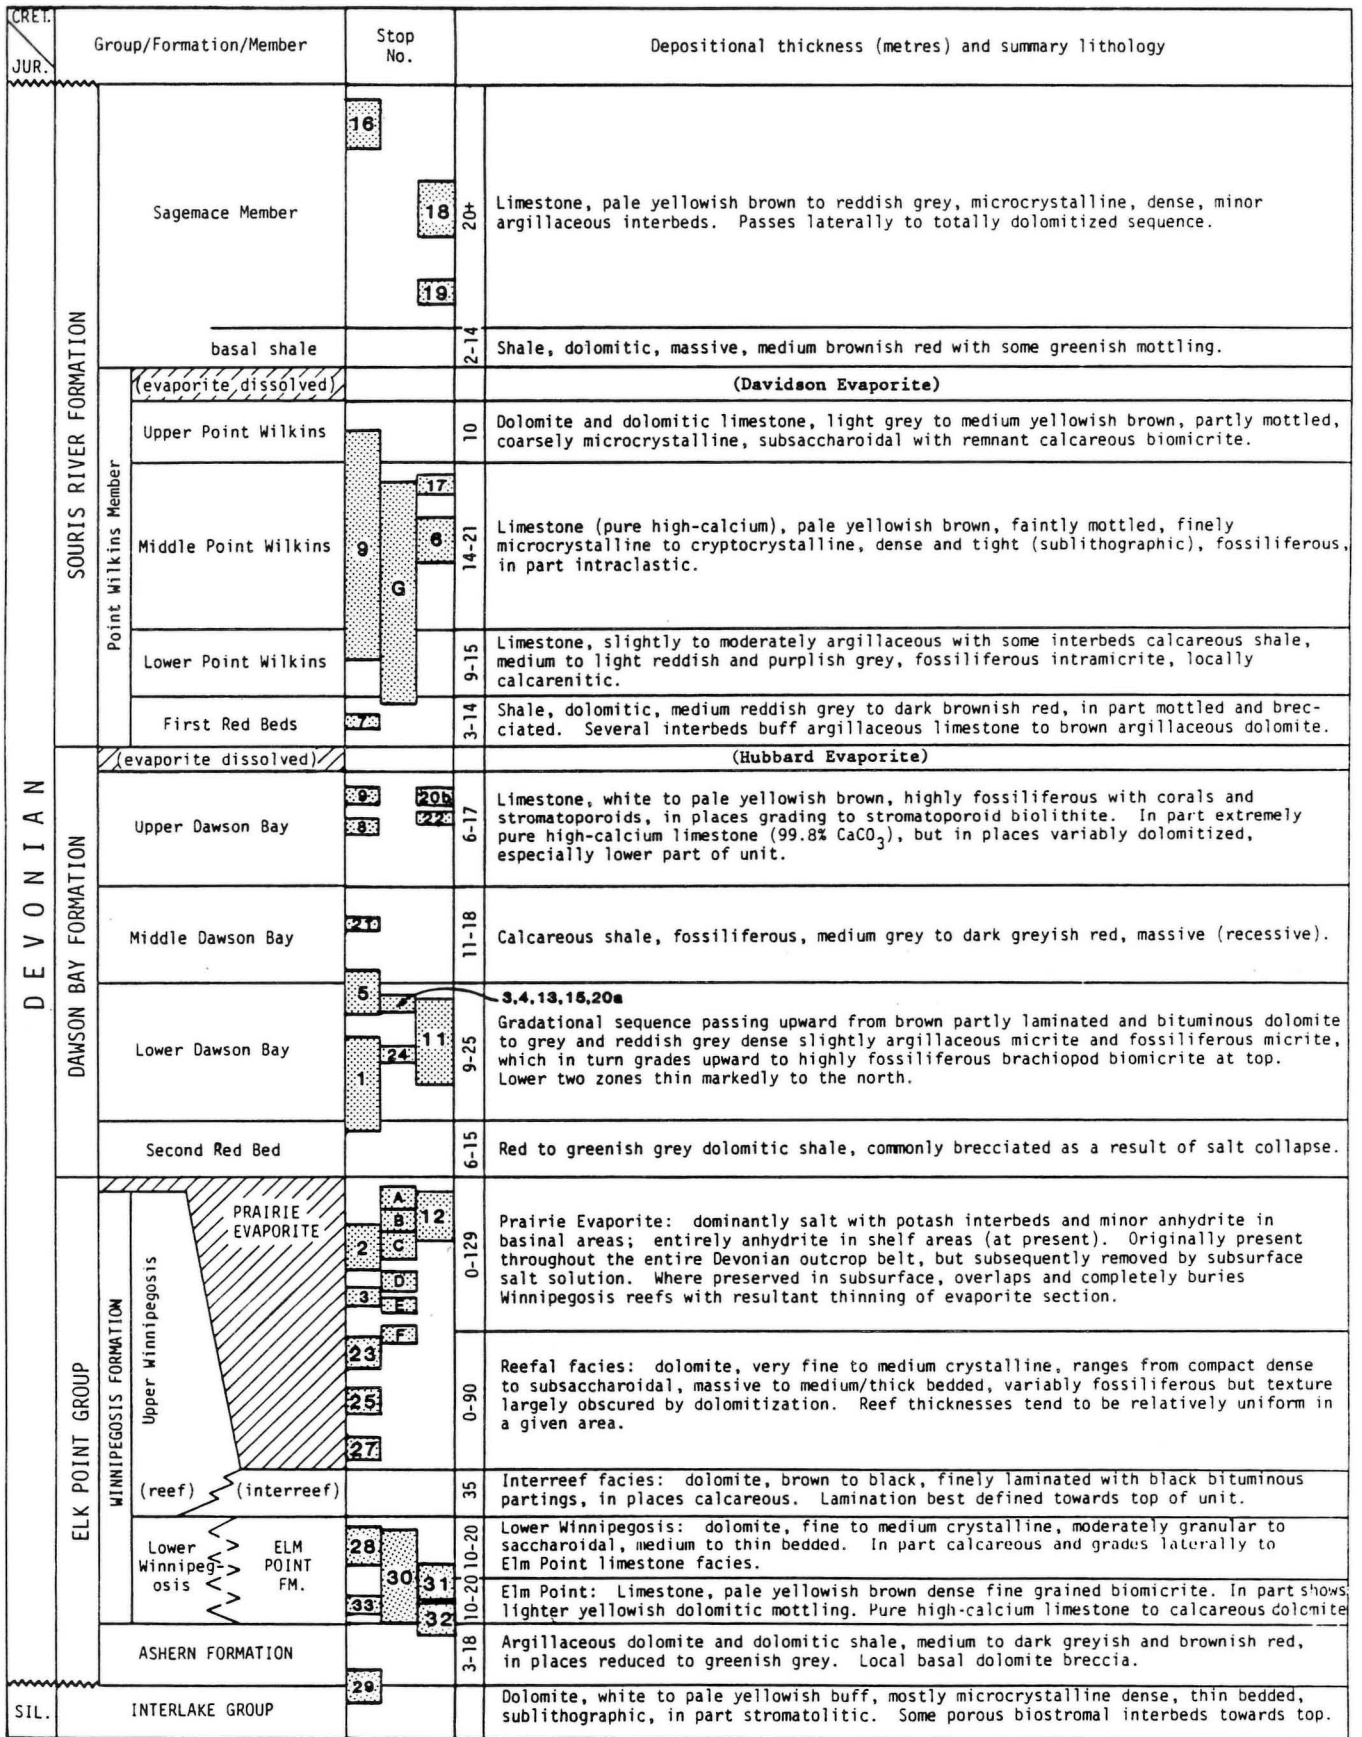 CRET.
JUR.
Group/Formation/Member
Stop
No.
Depositional thickness (metres) and summary lithology
DEVONIAN
SOURIS RIVER FORMATION
Sagemace Member
16
18
19
20+
Limestone, pale yellowish brown to reddish grey, microcrystalline, dense, minor
argillaceous interbeds. Passes laterally to totally dolomitized sequence.
basal shale
2-14
Shale, dolomitic, massive, medium brownish red with some greenish mottling.
Point Wilkins Member
(evaporite dissolved)
(Davidson Evaporite)
Upper Point Wilkins
10
Dolomite and dolomitic limestone, light grey to medium yellowish brown, partly mottled,
coarsely microcrystalline, subsaccharoidal with remnant calcareous biomicrite.
Middle Point Wilkins
9
G
17
6
14-21
Limestone (pure high-calcium), pale yellowish brown, faintly mottled, finely
microcrystalline to cryptocrystalline, dense and tight (sublithographic), fossiliferous,
in part intraclastic.
Lower Point Wilkins
9-15
Limestone, slightly to moderately argillaceous with some interbeds calcareous shale,
medium to light reddish and purplish grey, fossiliferous intramicrite, locally
calcarenitic.
First Red Beds
7
3-14
Shale, dolomitic, medium reddish grey to dark brownish red, in part mottled and brec-
ciated. Several interbeds buff argillaceous limestone to brown argillaceous dolomite.
DAWSON BAY FORMATION
(evaporite dissolved)
(Hubbard Evaporite)
Upper Dawson Bay
9
8
20b
22
6-17
Limestone, white to pale yellowish brown, highly fossiliferous with corals and
stromatoporoids, in places grading to stromatoporoid biolithite. In part extremely
pure high-calcium limestone (99.8% CaCO3), but in places variably dolomitized,
especially lower part of unit.
Middle Dawson Bay
21
11-18
Calcareous shale, fossiliferous, medium grey to dark greyish red, massive (recessive).
Lower Dawson Bay
5
1
24
11
3,4,13,15,20a
9-25
Gradational sequence passing upward from brown partly laminated and bituminous dolomite
to grey and reddish grey dense slightly argillaceous micrite and fossiliferous micrite,
which in turn grades upward to highly fossiliferous brachiopod biomicrite at top.
Lower two zones thin markedly to the north.
Second Red Bed
6-15
Red to greenish grey dolomitic shale, commonly brecciated as a result of salt collapse.
ELK POINT GROUP
WINNIPEGOSIS FORMATION
Upper Winnipegosis
PRAIRIE
EVAPORITE
A
B
C
D
E
F
12
2
3
23
25
27
0-129
Prairie Evaporite: dominantly salt with potash interbeds and minor anhydrite in
basinal areas; entirely anhydrite in shelf areas (at present). Originally present
throughout the entire Devonian outcrop belt, but subsequently removed by subsurface
salt solution. Where preserved in subsurface, overlaps and completely buries
Winnipegosis reefs with resultant thinning of evaporite section.
0-90
Reefal facies: dolomite, very fine to medium crystalline, ranges from compact dense
to subsaccharoidal, massive to medium/thick bedded, variably fossiliferous but texture
largely obscured by dolomitization. Reef thicknesses tend to be relatively uniform in
a given area.
(reef)
(interreef)
35
Interreef facies: dolomite, brown to black, finely laminated with black bituminous
partings, in places calcareous. Lamination best defined towards top of unit.
Lower
Winnipeg-
osis
ELM
POINT
FM.
28
30
31
33
32
10-20
Lower Winnipegosis: dolomite, fine to medium crystalline, moderately granular to
saccharoidal, medium to thin bedded. In part calcareous and grades laterally to
Elm Point limestone facies.
10-20
Elm Point: Limestone, pale yellowish brown dense fine grained biomicrite. In part shows
lighter yellowish dolomitic mottling. Pure high-calcium limestone to calcareous dolomite
ASHERN FORMATION
3-18
Argillaceous dolomite and dolomitic shale, medium to dark greyish and brownish red,
in places reduced to greenish grey. Local basal dolomite breccia.
29
SIL.
INTERLAKE GROUP
Dolomite, white to pale yellowish buff, mostly microcrystalline dense, thin bedded,
sublithographic, in part stromatolitic. Some porous biostromal interbeds towards top.